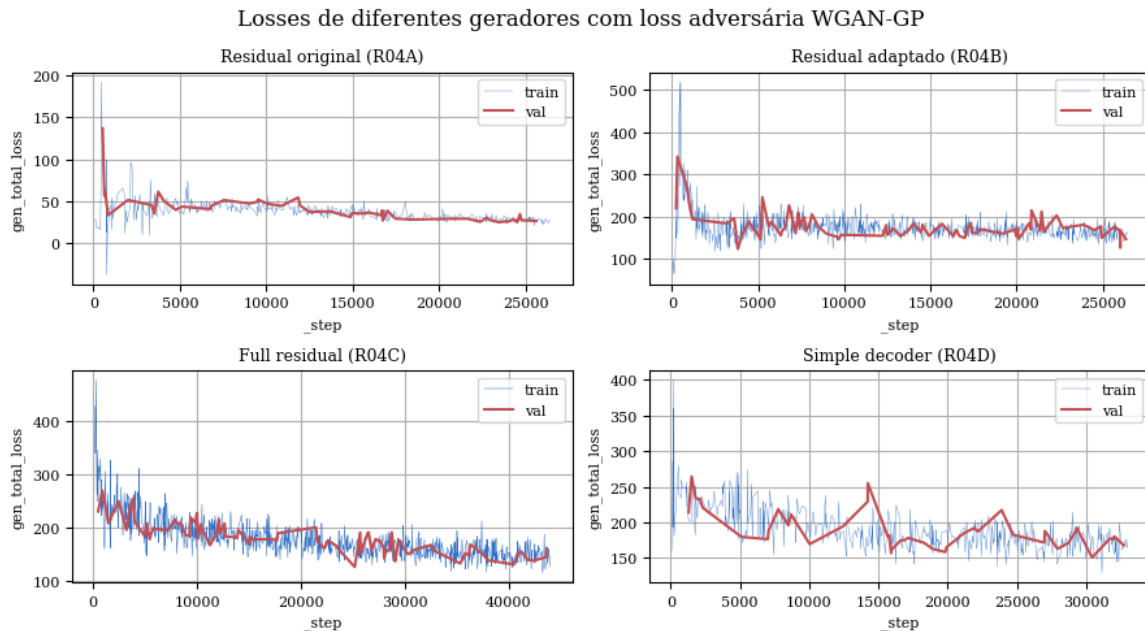 Losses de diferentes geradores com loss adversária WGAN-GP
Residual original (R04A)
gen_total_loss
200
150
100
50
0
train
val
0 5000 10000 15000 20000 25000
_step
Residual adaptado (R04B)
gen_total_loss
500
400
300
200
100
train
val
0 5000 10000 15000 20000 25000
_step
Full residual (R04C)
gen_total_loss
400
300
200
100
train
val
0 10000 20000 30000 40000
_step
Simple decoder (R04D)
gen_total_loss
400
350
300
250
200
150
train
val
0 5000 10000 15000 20000 25000 30000
_step